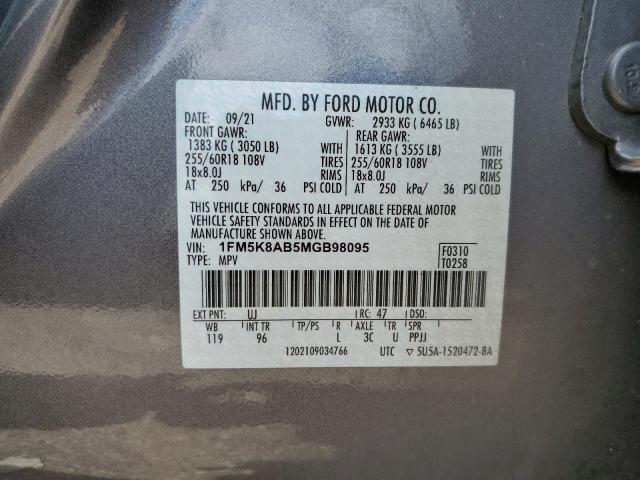 MFD. BY FORD MOTOR CO.
DATE: 09/21 GVWR: 2933 KG ( 6465 LB)
FRONT GAWR: REAR GAWR:
1383 KG ( 3050 LB) WITH 1613 KG ( 3555 LB) WITH
255/60R18 108V TIRES 255/60R18 108V TIRES
18x8.0J RIMS 18x8.0J RIMS
AT 250 kPa/ 36 PSI COLD AT 250 kPa/ 36 PSI COLD
THIS VEHICLE CONFORMS TO ALL APPLICABLE FEDERAL MOTOR
VEHICLE SAFETY STANDARDS IN EFFECT ON THE DATE OF
MANUFACTURE SHOWN ABOVE.
VIN: 1FM5K8AB5MGB98095 F0310
TYPE: MPV T0258
EXT PNT: UJ RC: 47 DSO:
WB INT TR TP/PS R AXLE TR SPR
119 96 L 3C U PPJJ
1202109034766 UTC ▽ 5U5A-1520472-BA